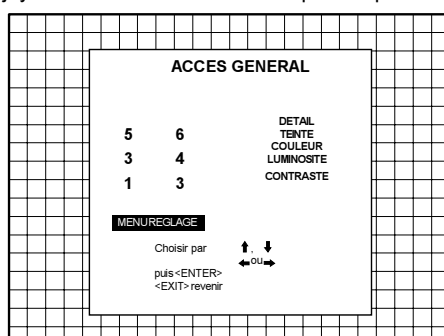 ACCES GENERAL
DETAIL
5 6 TEINTE
COULEUR
3 4 LUMINOSITE
1 3 CONTRASTE
MENUREGLAGE
Choisir par ⬆ , ⬇
⬅ ou ➡
puis <ENTER>
<EXIT> revenir